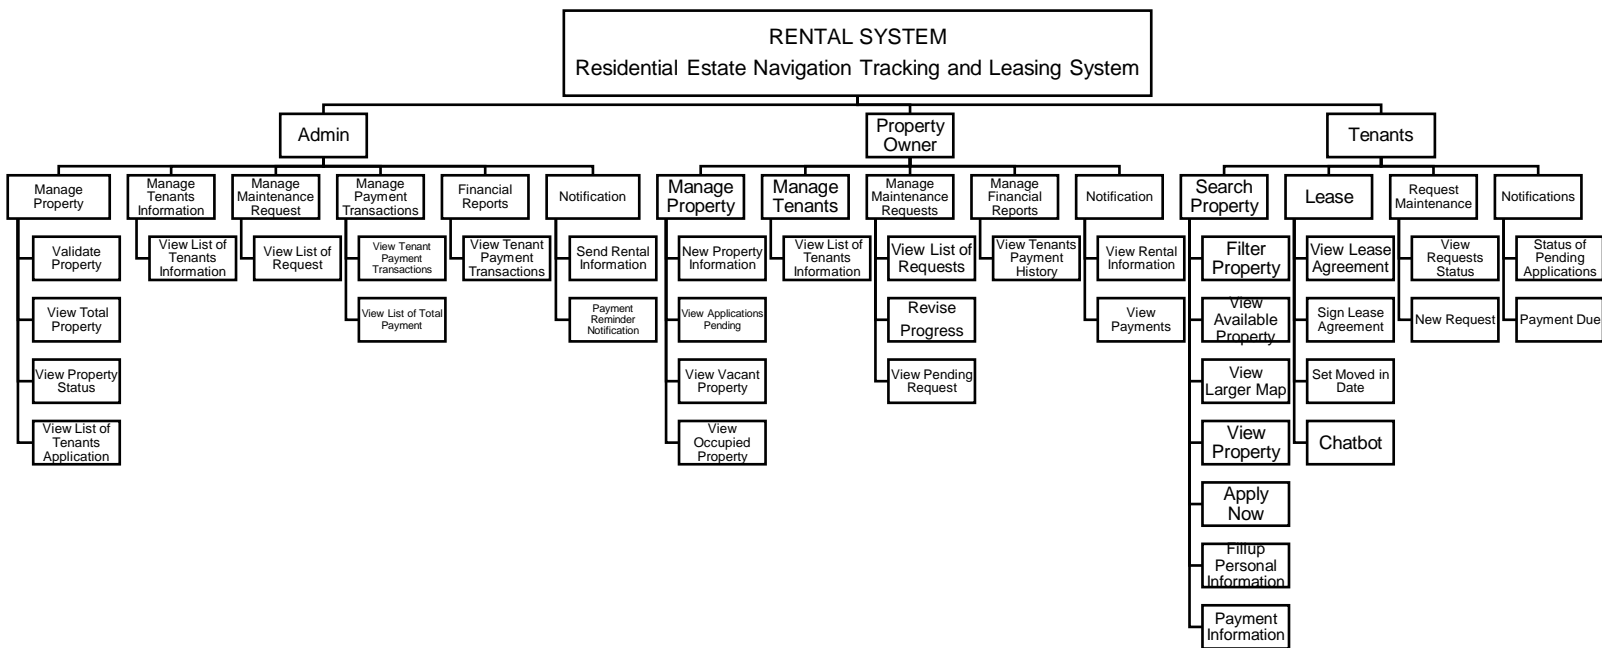 RENTAL SYSTEM
Residential Estate Navigation Tracking and Leasing System
Admin
Property
Owner
Tenants
Manage
Property
Manage
Tenants
Information
Manage
Maintenance
Request
Manage
Payment
Transactions
Financial
Reports
Notification
Manage
Property
Manage
Tenants
Manage
Maintenance
Requests
Manage
Financial
Reports
Notification
Search
Property
Lease
Request
Maintenance
Notifications
Validate
Property
View Total
Property
View Property
Status
View List of
Tenants
Application
View List of
Tenants
Information
View List of
Request
View Tenant
Payment
Transactions
View List of Total
Payment
View Tenant
Payment
Transactions
Send Rental
Information
Payment
Reminder
Notification
New Property
Information
View Applications
Pending
View Vacant
Property
View
Occupied
Property
View List of
Tenants
Information
View List of
Requests
Revise
Progress
View Pending
Request
View Tenants
Payment
History
View Rental
Information
View
Payments
Filter
Property
View
Available
Property
View
Larger Map
View
Property
Apply
Now
Fillup
Personal
Information
Payment
Information
View Lease
Agreement
Sign Lease
Agreement
Set Moved in
Date
Chatbot
View
Requests
Status
New Request
Status of
Pending
Applications
Payment Due